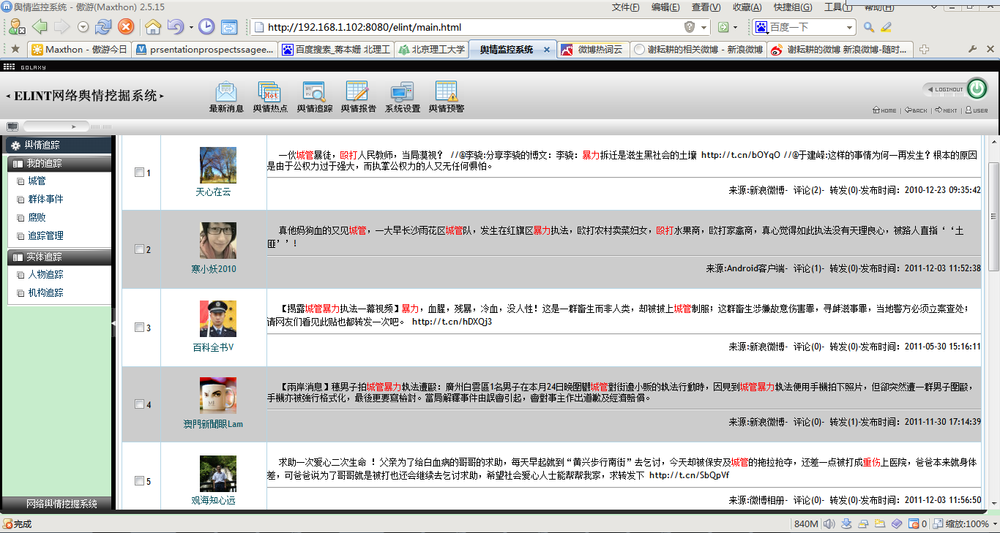 舆情监控系统 - 傲游(Maxthon) 2.5.15
文件(F) 编辑(E) 查看(V) 收藏(A) 快捷组(G) 工具(T) 帮助(H)
http://192.168.1.102:8080/elint/main.html
百度一下
Maxthon - 傲游今日
prsentationprospectssagee...
百度搜索_蒋本姗 北理工
北京理工大学
舆情监控系统
微博热词云
谢耘耕的相关微博 - 新浪微博
谢耘耕的微博 新浪微博-随时...
GOLAXY
ELINT网络舆情挖掘系统
最新消息 舆情热点 舆情追踪 舆情报告 系统设置 舆情预警
LOGINOUT
HOME | BACK | NEXT | USER
舆情追踪
我的追踪
城管
群体事件
腐败
追踪管理
实体追踪
人物追踪
机构追踪
网络舆情挖掘系统
1
天心在云
一伙城管暴徒，殴打人民教师，当局漠视？ //@李骁:分享李骁的博文：李骁：暴力拆迁是滋生黑社会的土壤 http://t.cn/bOYqO //@于建嵘:这样的事情为何一再发生？根本的原因
是由于公权力过于强大，而执掌公权力的人又无任何惧怕。
来源:新浪微博- 评论(2)- 转发(0)-发布时间：2010-12-23 09:35:42
2
寒小妖2010
真他妈狗血的又见城管，一大早长沙雨花区城管队，发生在红旗区暴力执法，欧打农村卖菜妇女，殴打水果商，欧打家禽商，真心觉得如此执法没有天理良心，被路人直指‘‘土
匪’’！
来源:Android客户端- 评论(1)- 转发(0)-发布时间：2011-12-03 11:52:38
3
百科全书V
【揭露城管暴力执法一幕视频】暴力，血腥，残暴，冷血，没人性！这是一群畜生而非人类，却被披上城管制服；这群畜生涉嫌故意伤害罪，寻衅滋事罪，当地警方必须立案查处；
请网友们看见此贴也都转发一次吧。 http://t.cn/hDXQj3
来源:新浪微博- 评论(0)- 转发(0)-发布时间：2011-05-30 15:16:11
4
澳門新聞眼Lam
【兩岸消息】穗男子拍城管暴力執法遭毆：廣州白雲區1名男子在本月24日晚圍觀城管對街邊小販的執法行動時，因見到城管暴力執法便用手機拍下照片，但卻突然遭一群男子圍毆，
手機亦被強行格式化，最後更要寫檢討。當局解釋事件由誤會引起，會對事主作出道歉及經濟賠償。
来源:新浪微博- 评论(0)- 转发(1)-发布时间：2011-11-30 17:14:39
5
观海知心远
求助一次爱心二次生命 ！父亲为了给白血病的哥哥的求助，每天早起就到“黄兴步行南街”去乞讨，今天却被保安及城管的拖拉抢夺，还差一点被打成重伤上医院，爸爸本来就身体
差，可爸爸说为了哥哥就是被打也还会继续去乞讨求助，希望社会爱心人士能帮帮我家，求转发下 http://t.cn/SbQpVf
来源:微博相册- 评论(0)- 转发(0)-发布时间：2011-12-03 11:56:50
完成
840M
0
缩放:100%